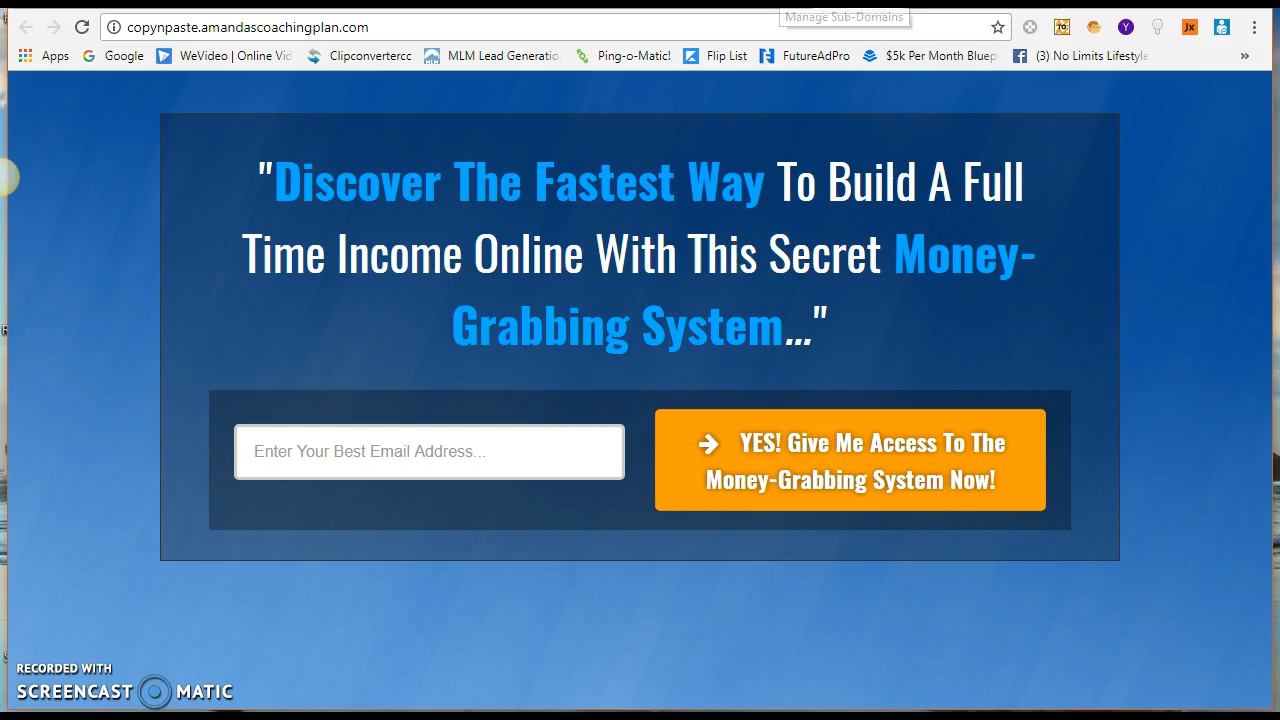 Manage Sub-Domains
copynpaste.amandascoachingplan.com
Apps Google WeVideo | Online Vid Clipconvertercc MLM Lead Generatio Ping-o-Matic! Flip List FutureAdPro $5k Per Month Bluep (3) No Limits Lifestyle »
"Discover The Fastest Way To Build A Full
Time Income Online With This Secret Money-
Grabbing System..."
Enter Your Best Email Address...
YES! Give Me Access To The
Money-Grabbing System Now!
RECORDED WITH
SCREENCAST MATIC